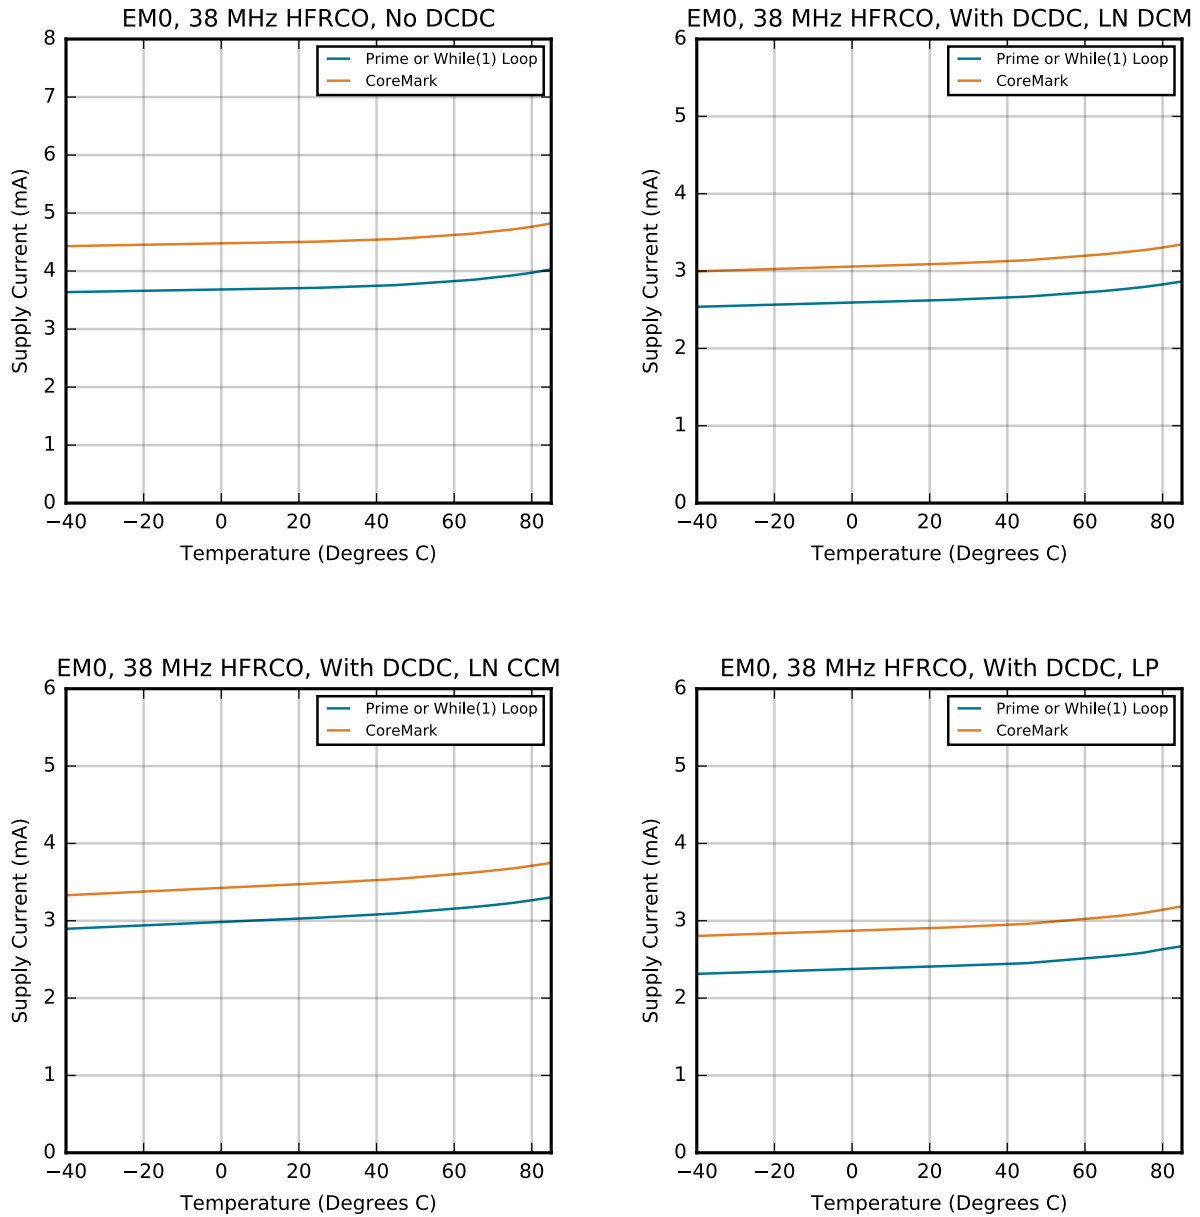 EM0, 38 MHz HFRCO, No DCDC
8
7
6
5
4
3
2
1
0
Supply Current (mA)
Prime or While(1) Loop
CoreMark
−40 −20 0 20 40 60 80
Temperature (Degrees C)
EM0, 38 MHz HFRCO, With DCDC, LN DCM
6
5
4
3
2
1
0
Supply Current (mA)
Prime or While(1) Loop
CoreMark
−40 −20 0 20 40 60 80
Temperature (Degrees C)
EM0, 38 MHz HFRCO, With DCDC, LN CCM
6
5
4
3
2
1
0
Supply Current (mA)
Prime or While(1) Loop
CoreMark
−40 −20 0 20 40 60 80
Temperature (Degrees C)
EM0, 38 MHz HFRCO, With DCDC, LP
6
5
4
3
2
1
0
Supply Current (mA)
Prime or While(1) Loop
CoreMark
−40 −20 0 20 40 60 80
Temperature (Degrees C)